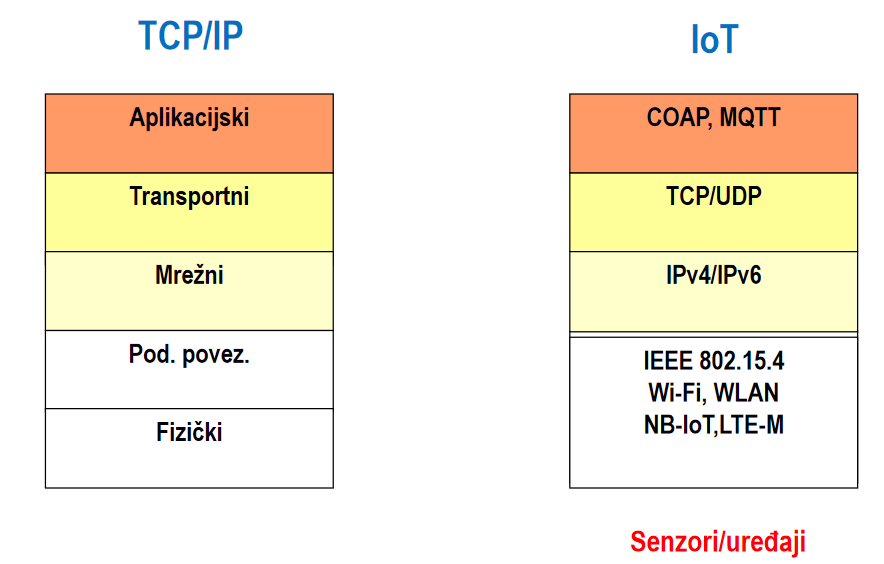 TCP/IP
Aplikacijski
Transportni
Mrežni
Pod. povez.
Fizički
IoT
COAP, MQTT
TCP/UDP
IPv4/IPv6
IEEE 802.15.4
Wi-Fi, WLAN
NB-IoT,LTE-M
Senzori/uređaji